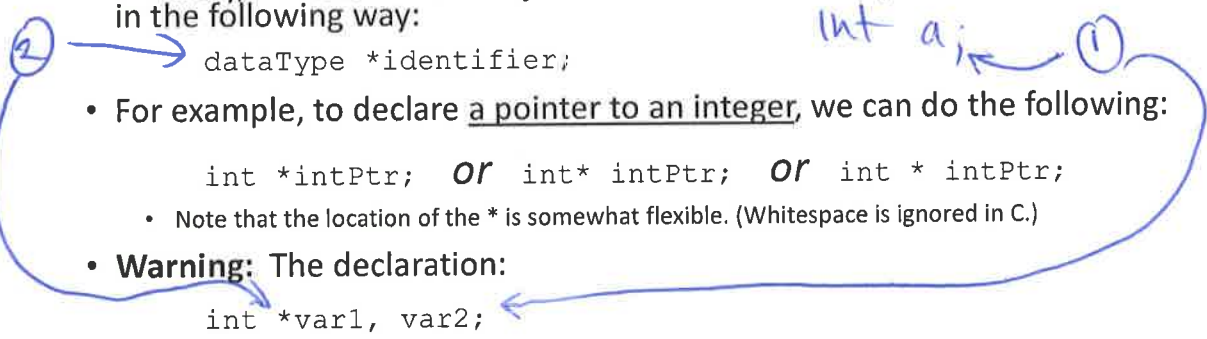 in the following way:
② int a; ①
dataType *identifier;
• For example, to declare a pointer to an integer, we can do the following:
int *intPtr; or int* intPtr; or int * intPtr;
• Note that the location of the * is somewhat flexible. (Whitespace is ignored in C.)
• Warning: The declaration:
int *var1, var2;